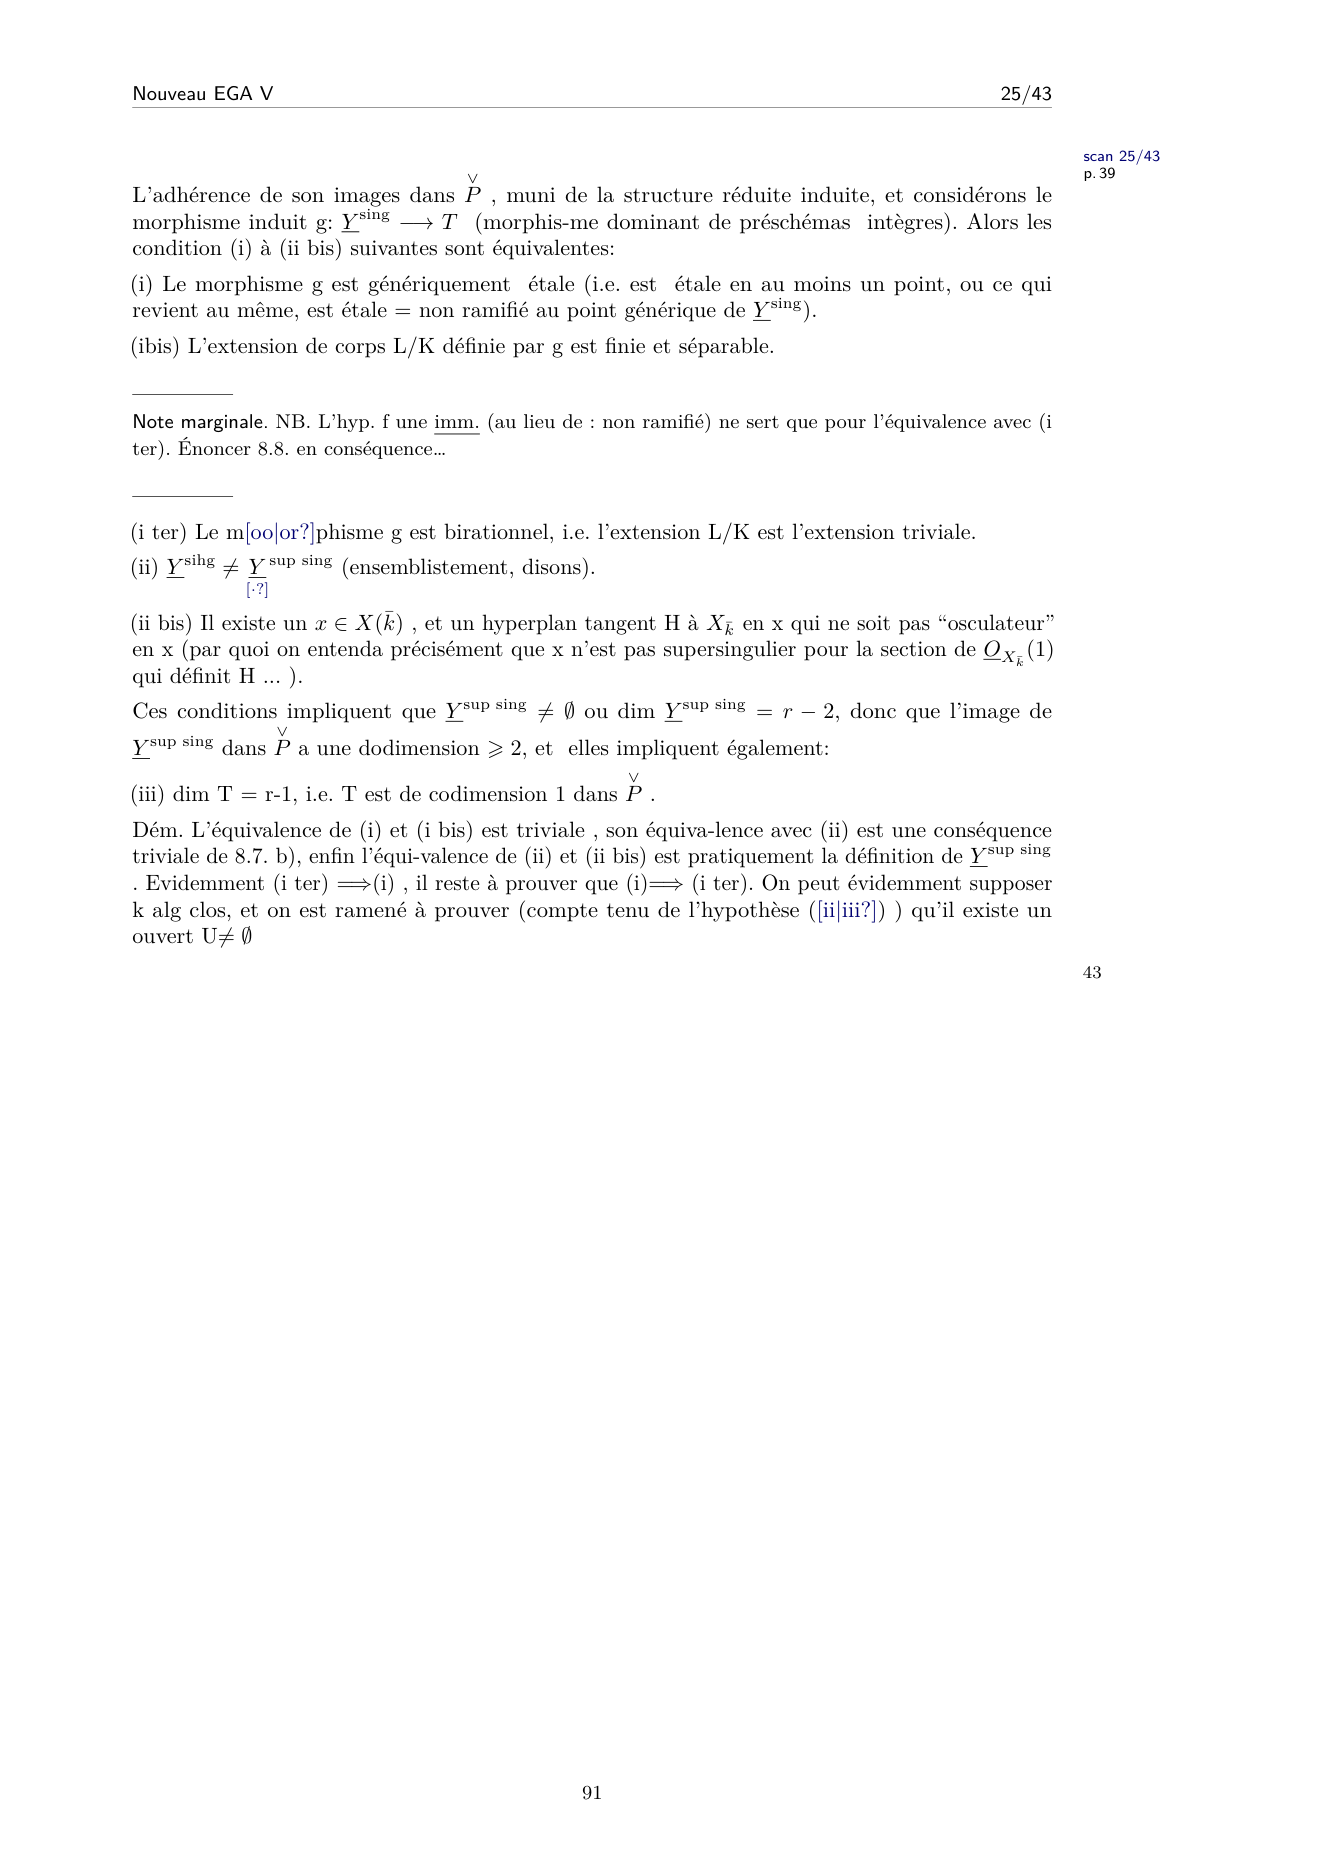 Nouveau EGA V 25/43
scan 25/43
p. 39
L'adhérence de son images dans P̌ , muni de la structure réduite induite, et considérons le
morphisme induit g: Y̲^sing ⟶ T (morphis-me dominant de préschémas intègres). Alors les
condition (i) à (ii bis) suivantes sont équivalentes:
(i) Le morphisme g est génériquement étale (i.e. est étale en au moins un point, ou ce qui
revient au même, est étale = non ramifié au point générique de Y̲^sing).
(ibis) L'extension de corps L/K définie par g est finie et séparable.
Note marginale. NB. L'hyp. f une imm. (au lieu de : non ramifié) ne sert que pour l'équivalence avec (i
ter). Énoncer 8.8. en conséquence…
(i ter) Le m[oo|or?]phisme g est birationnel, i.e. l'extension L/K est l'extension triviale.
(ii) Y̲^sihg ≠ Y̲^sup sing (ensemblistement, disons).
[·?]
(ii bis) Il existe un x ∈ X(k̄) , et un hyperplan tangent H à X_k̄ en x qui ne soit pas “osculateur”
en x (par quoi on entenda précisément que x n'est pas supersingulier pour la section de O̲_X_k̄(1)
qui définit H ... ).
Ces conditions impliquent que Y̲^sup sing ≠ ∅ ou dim Y̲^sup sing = r − 2, donc que l'image de
Y̲^sup sing dans P̌ a une dodimension ⩾ 2, et elles impliquent également:
(iii) dim T = r-1, i.e. T est de codimension 1 dans P̌ .
Dém. L'équivalence de (i) et (i bis) est triviale , son équiva-lence avec (ii) est une conséquence
triviale de 8.7. b), enfin l'équi-valence de (ii) et (ii bis) est pratiquement la définition de Y̲^sup sing
. Evidemment (i ter) ⟹(i) , il reste à prouver que (i)⟹ (i ter). On peut évidemment supposer
k alg clos, et on est ramené à prouver (compte tenu de l'hypothèse ([ii|iii?]) ) qu'il existe un
ouvert U≠ ∅
43
91